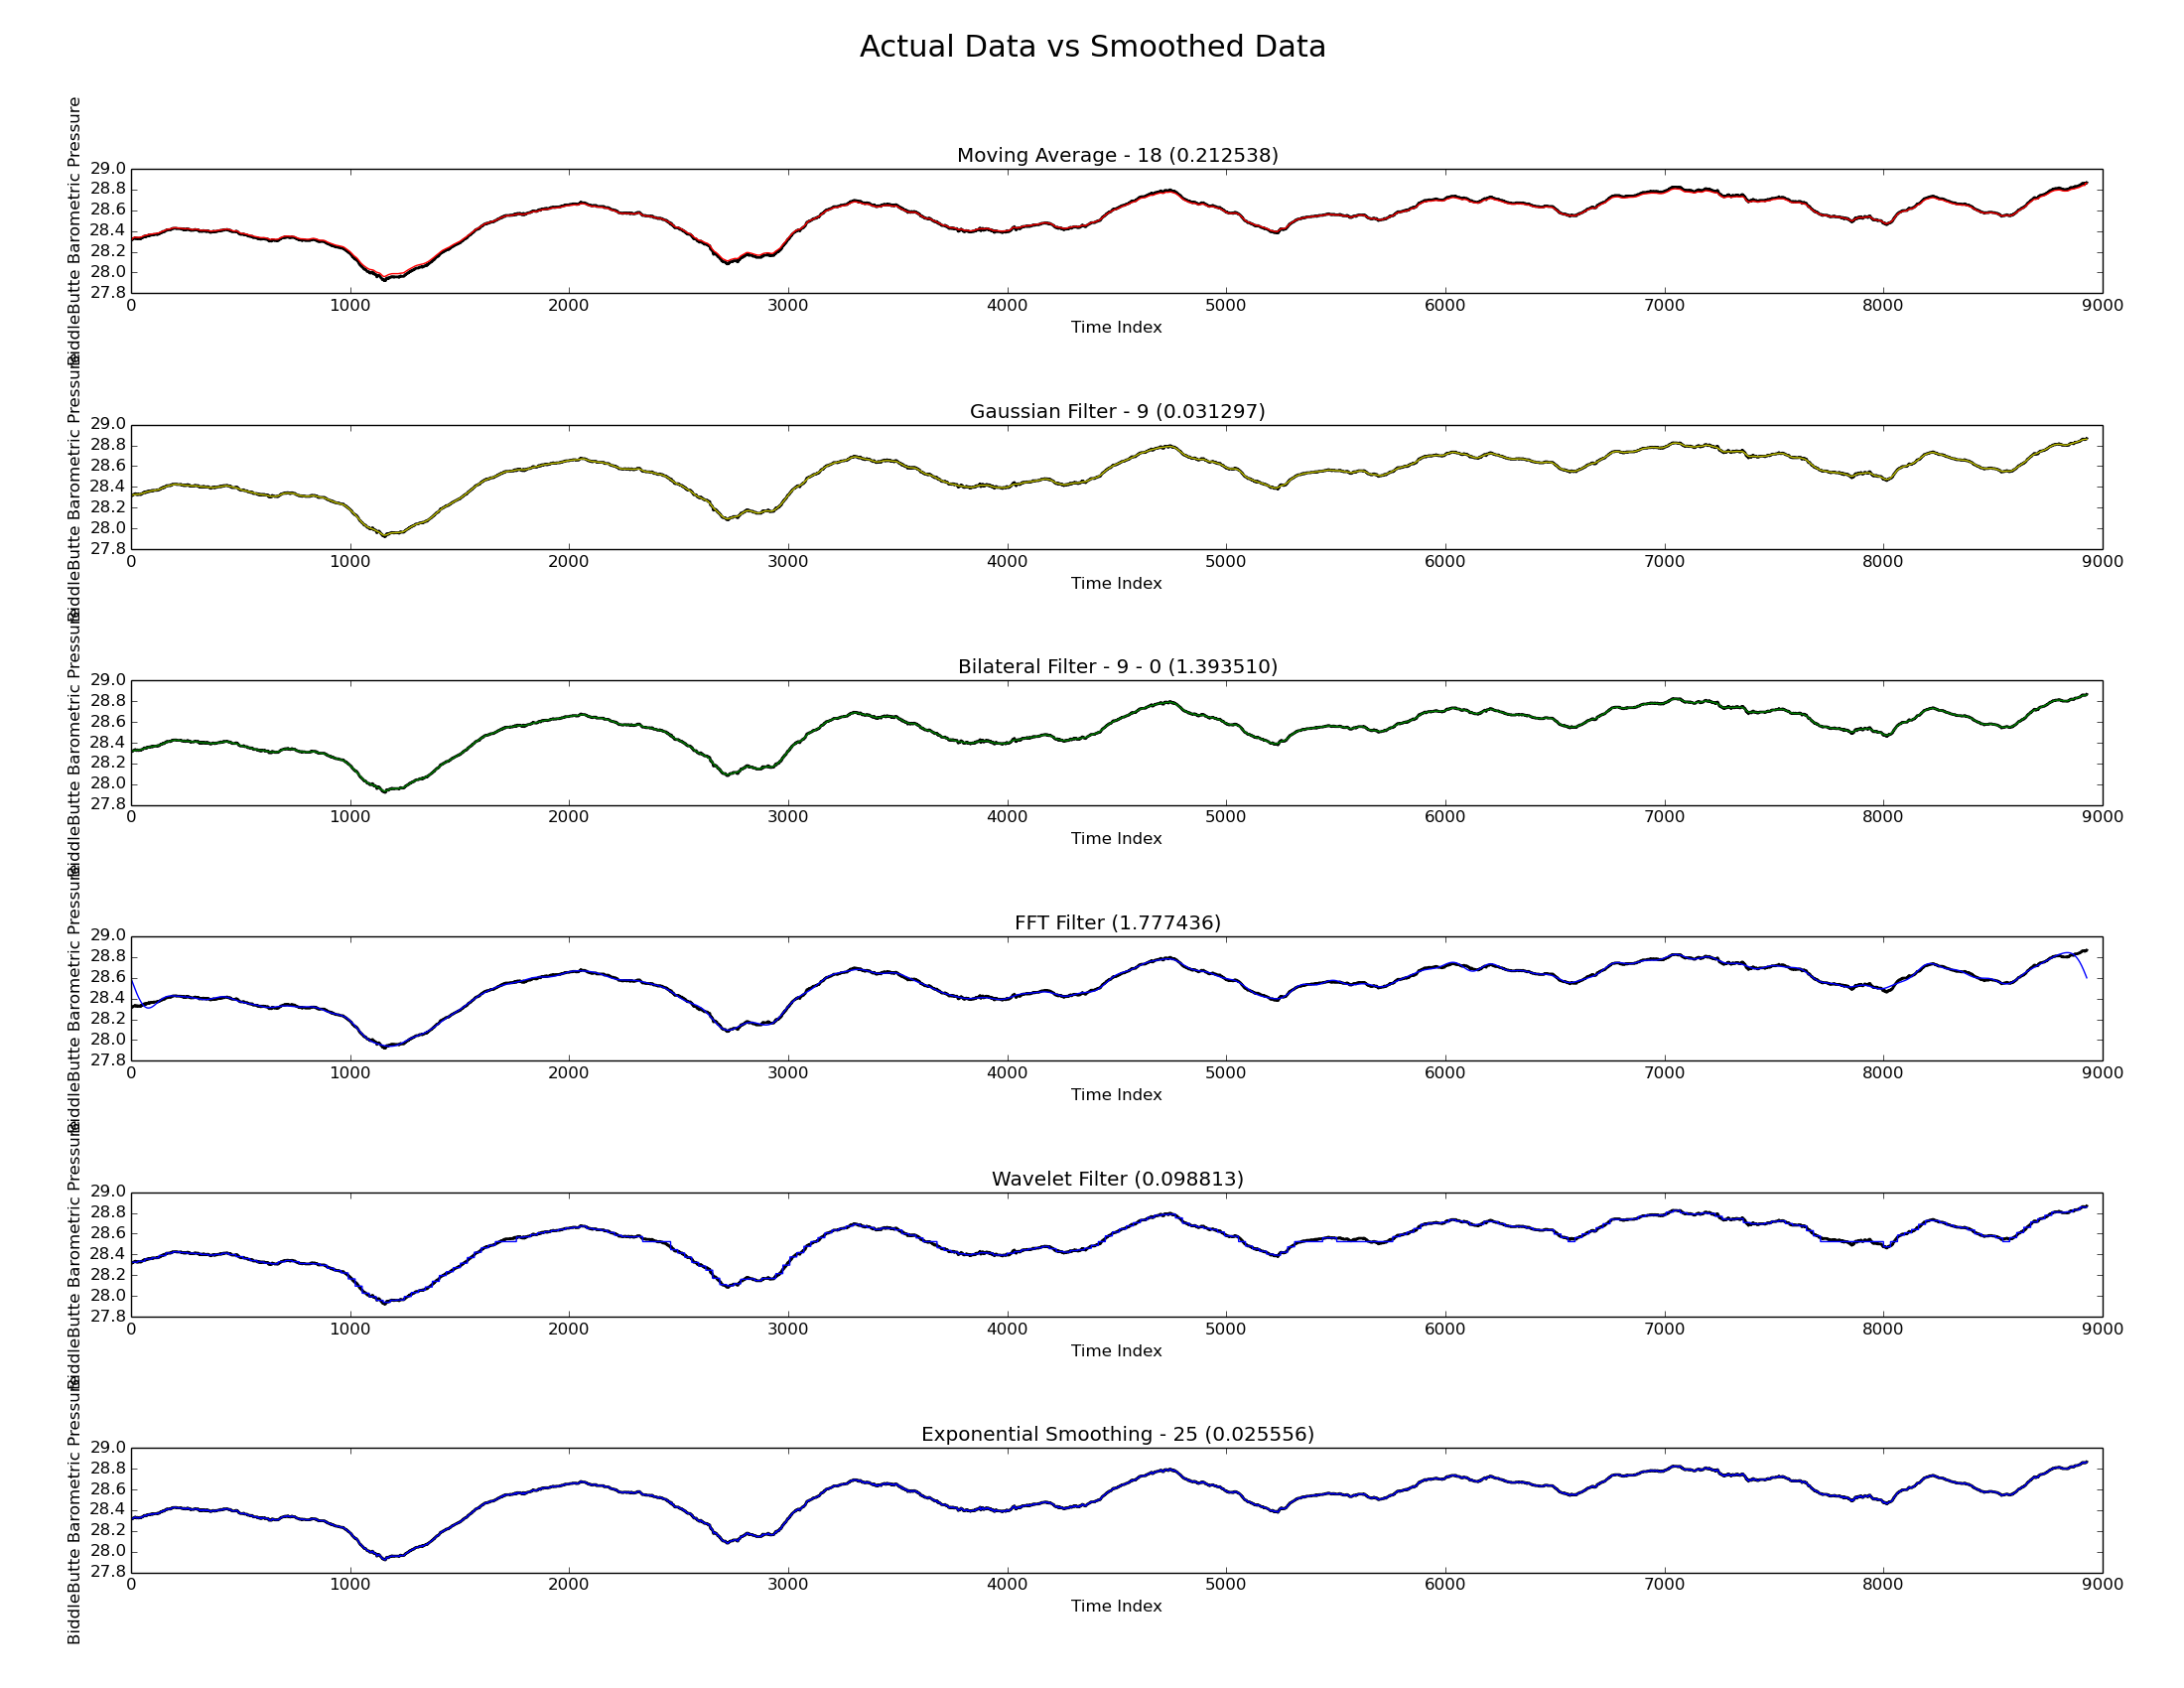 Actual Data vs Smoothed Data
Moving Average - 18 (0.212538)
BiddleButte Barometric Pressure
29.0
28.8
28.6
28.4
28.2
28.0
27.8
0 1000 2000 3000 4000 5000 6000 7000 8000 9000
Time Index
Gaussian Filter - 9 (0.031297)
BiddleButte Barometric Pressure
29.0
28.8
28.6
28.4
28.2
28.0
27.8
0 1000 2000 3000 4000 5000 6000 7000 8000 9000
Time Index
Bilateral Filter - 9 - 0 (1.393510)
BiddleButte Barometric Pressure
29.0
28.8
28.6
28.4
28.2
28.0
27.8
0 1000 2000 3000 4000 5000 6000 7000 8000 9000
Time Index
FFT Filter (1.777436)
BiddleButte Barometric Pressure
29.0
28.8
28.6
28.4
28.2
28.0
27.8
0 1000 2000 3000 4000 5000 6000 7000 8000 9000
Time Index
Wavelet Filter (0.098813)
BiddleButte Barometric Pressure
29.0
28.8
28.6
28.4
28.2
28.0
27.8
0 1000 2000 3000 4000 5000 6000 7000 8000 9000
Time Index
Exponential Smoothing - 25 (0.025556)
BiddleButte Barometric Pressure
29.0
28.8
28.6
28.4
28.2
28.0
27.8
0 1000 2000 3000 4000 5000 6000 7000 8000 9000
Time Index